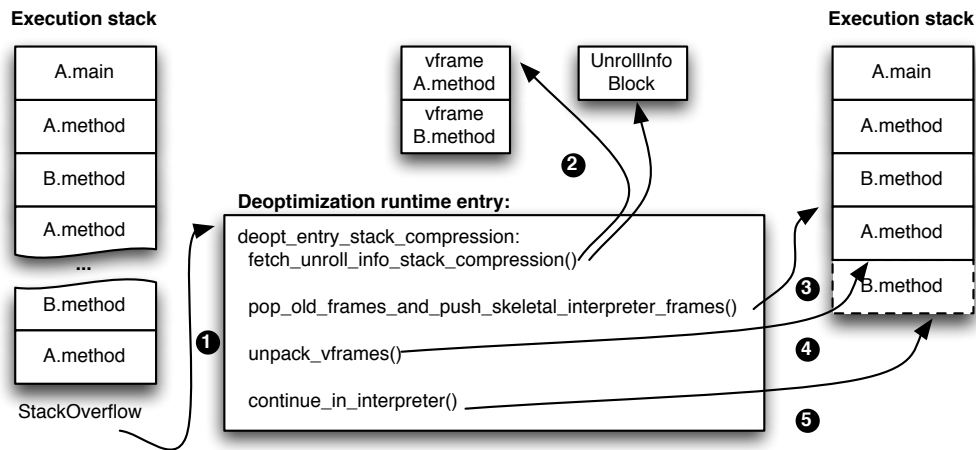 Execution stack
A.main
A.method
B.method
A.method
...
B.method
A.method
StackOverflow
vframe
A.method
vframe
B.method
UnrollInfo
Block
2
Deoptimization runtime entry:
deopt_entry_stack_compression:
fetch_unroll_info_stack_compression()
pop_old_frames_and_push_skeletal_interpreter_frames()
unpack_vframes()
continue_in_interpreter()
1
3
4
5
Execution stack
A.main
A.method
B.method
A.method
B.method